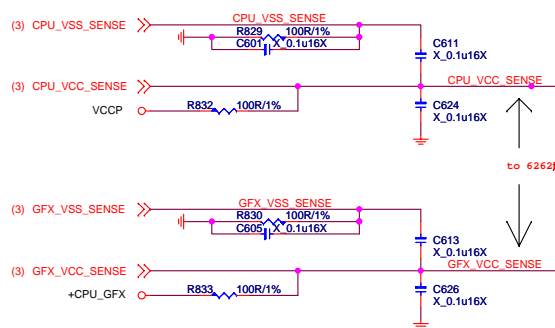 (3) CPU_VSS_SENSE
CPU_VSS_SENSE
R829 100R/1%
C601 X_0.1u16X
C611
X_0.1u16X
(3) CPU_VCC_SENSE
CPU_VCC_SENSE
VCCP
R832 100R/1%
C624
X_0.1u16X
to 6262
(3) GFX_VSS_SENSE
GFX_VSS_SENSE
R830 100R/1%
C605 X_0.1u16X
C613
X_0.1u16X
(3) GFX_VCC_SENSE
GFX_VCC_SENSE
+CPU_GFX
R833 100R/1%
C626
X_0.1u16X